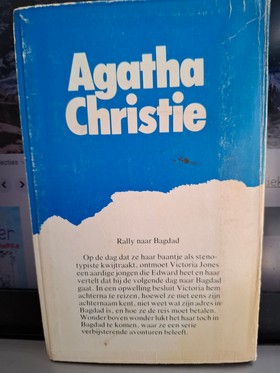 Agatha
Christie
Rally naar Bagdad
Op de dag dat ze haar baantje als steno-
typiste kwijtraakt, ontmoet Victoria Jones
een aardige jongen die Edward heet en haar
vertelt dat hij de volgende dag naar Bagdad
gaat. In een opwelling besluit Victoria hem
achterna te reizen, hoewel ze niet eens zijn
achternaam kent, niet weet wat zijn adres in
Bagdad is, en hoe ze de reis moet betalen.
Wonder boven wonder lukt het haar toch in
Bagdad te komen, waar ze een serie
verbijsterende avonturen beleeft.